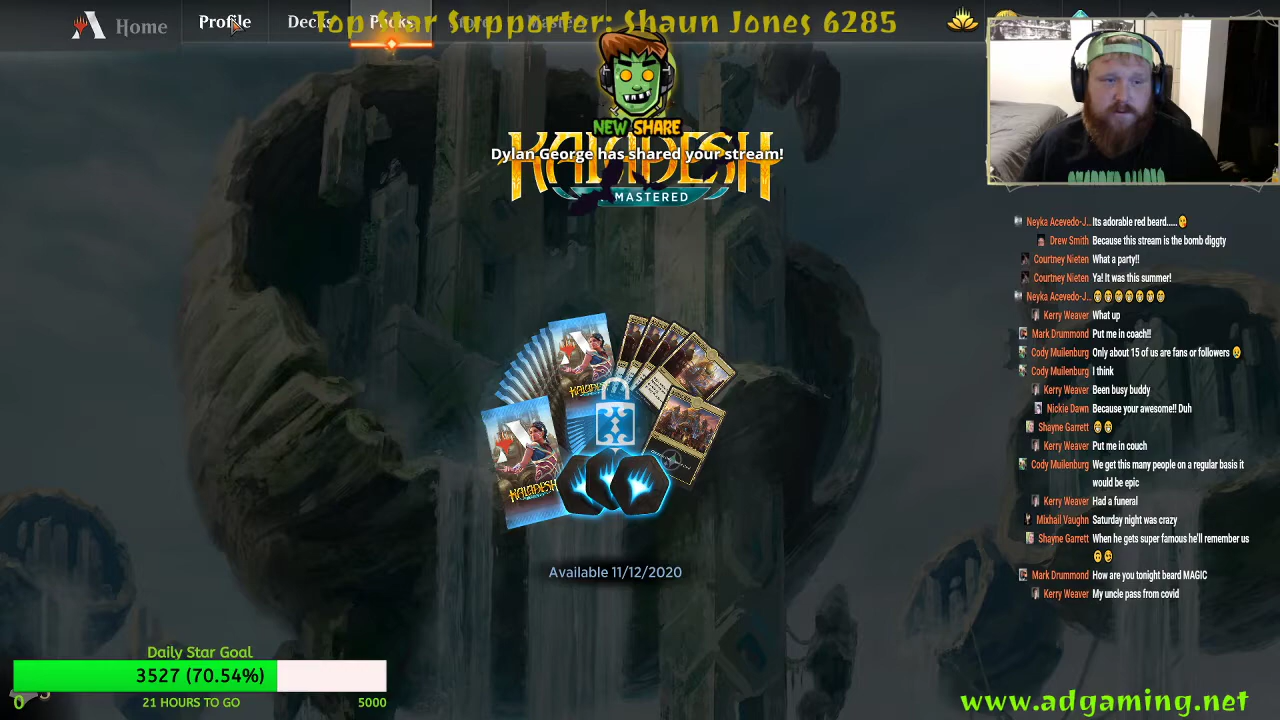 Home
Profile
Decks
Packs
Top Star Supporter: Shaun Jones 6285
NEW SHARE
KALADESH
Dylan George has shared your stream!
MASTERED
KALADESH
KALADESH
Available 11/12/2020
Neyka Acevedo-J.. Its adorable red beard.....
Drew Smith Because this stream is the bomb diggty
Courtney Nieten What a party!!
Courtney Nieten Ya! It was this summer!
Neyka Acevedo-J..
Kerry Weaver What up
Mark Drummond Put me in coach!!
Cody Muilenburg Only about 15 of us are fans or followers
Cody Muilenburg I think
Kerry Weaver Been busy buddy
Nickie Dawn Because your awesome!! Duh
Shayne Garrett
Kerry Weaver Put me in couch
Cody Muilenburg We get this many people on a regular basis it
would be epic
Kerry Weaver Had a funeral
Mixhail Vaughn Saturday night was crazy
Shayne Garrett When he gets super famous he'll remember us
Mark Drummond How are you tonight beard MAGIC
Kerry Weaver My uncle pass from covid
Daily Star Goal
3527 (70.54%)
0
21 HOURS TO GO
5000
www.adgaming.net